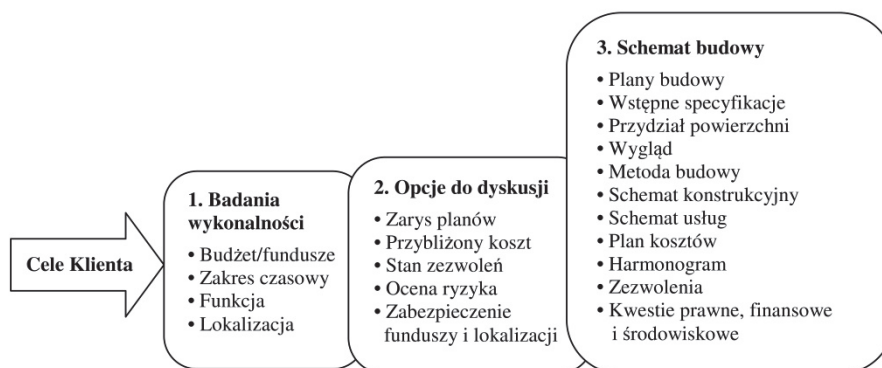 Cele Klienta
1. Badania
wykonalności
• Budżet/fundusze
• Zakres czasowy
• Funkcja
• Lokalizacja
2. Opcje do dyskusji
• Zarys planów
• Przybliżony koszt
• Stan zezwoleń
• Ocena ryzyka
• Zabezpieczenie
funduszy i lokalizacji
3. Schemat budowy
• Plany budowy
• Wstępne specyfikacje
• Przydział powierzchni
• Wygląd
• Metoda budowy
• Schemat konstrukcyjny
• Schemat usług
• Plan kosztów
• Harmonogram
• Zezwolenia
• Kwestie prawne, finansowe
i środowiskowe